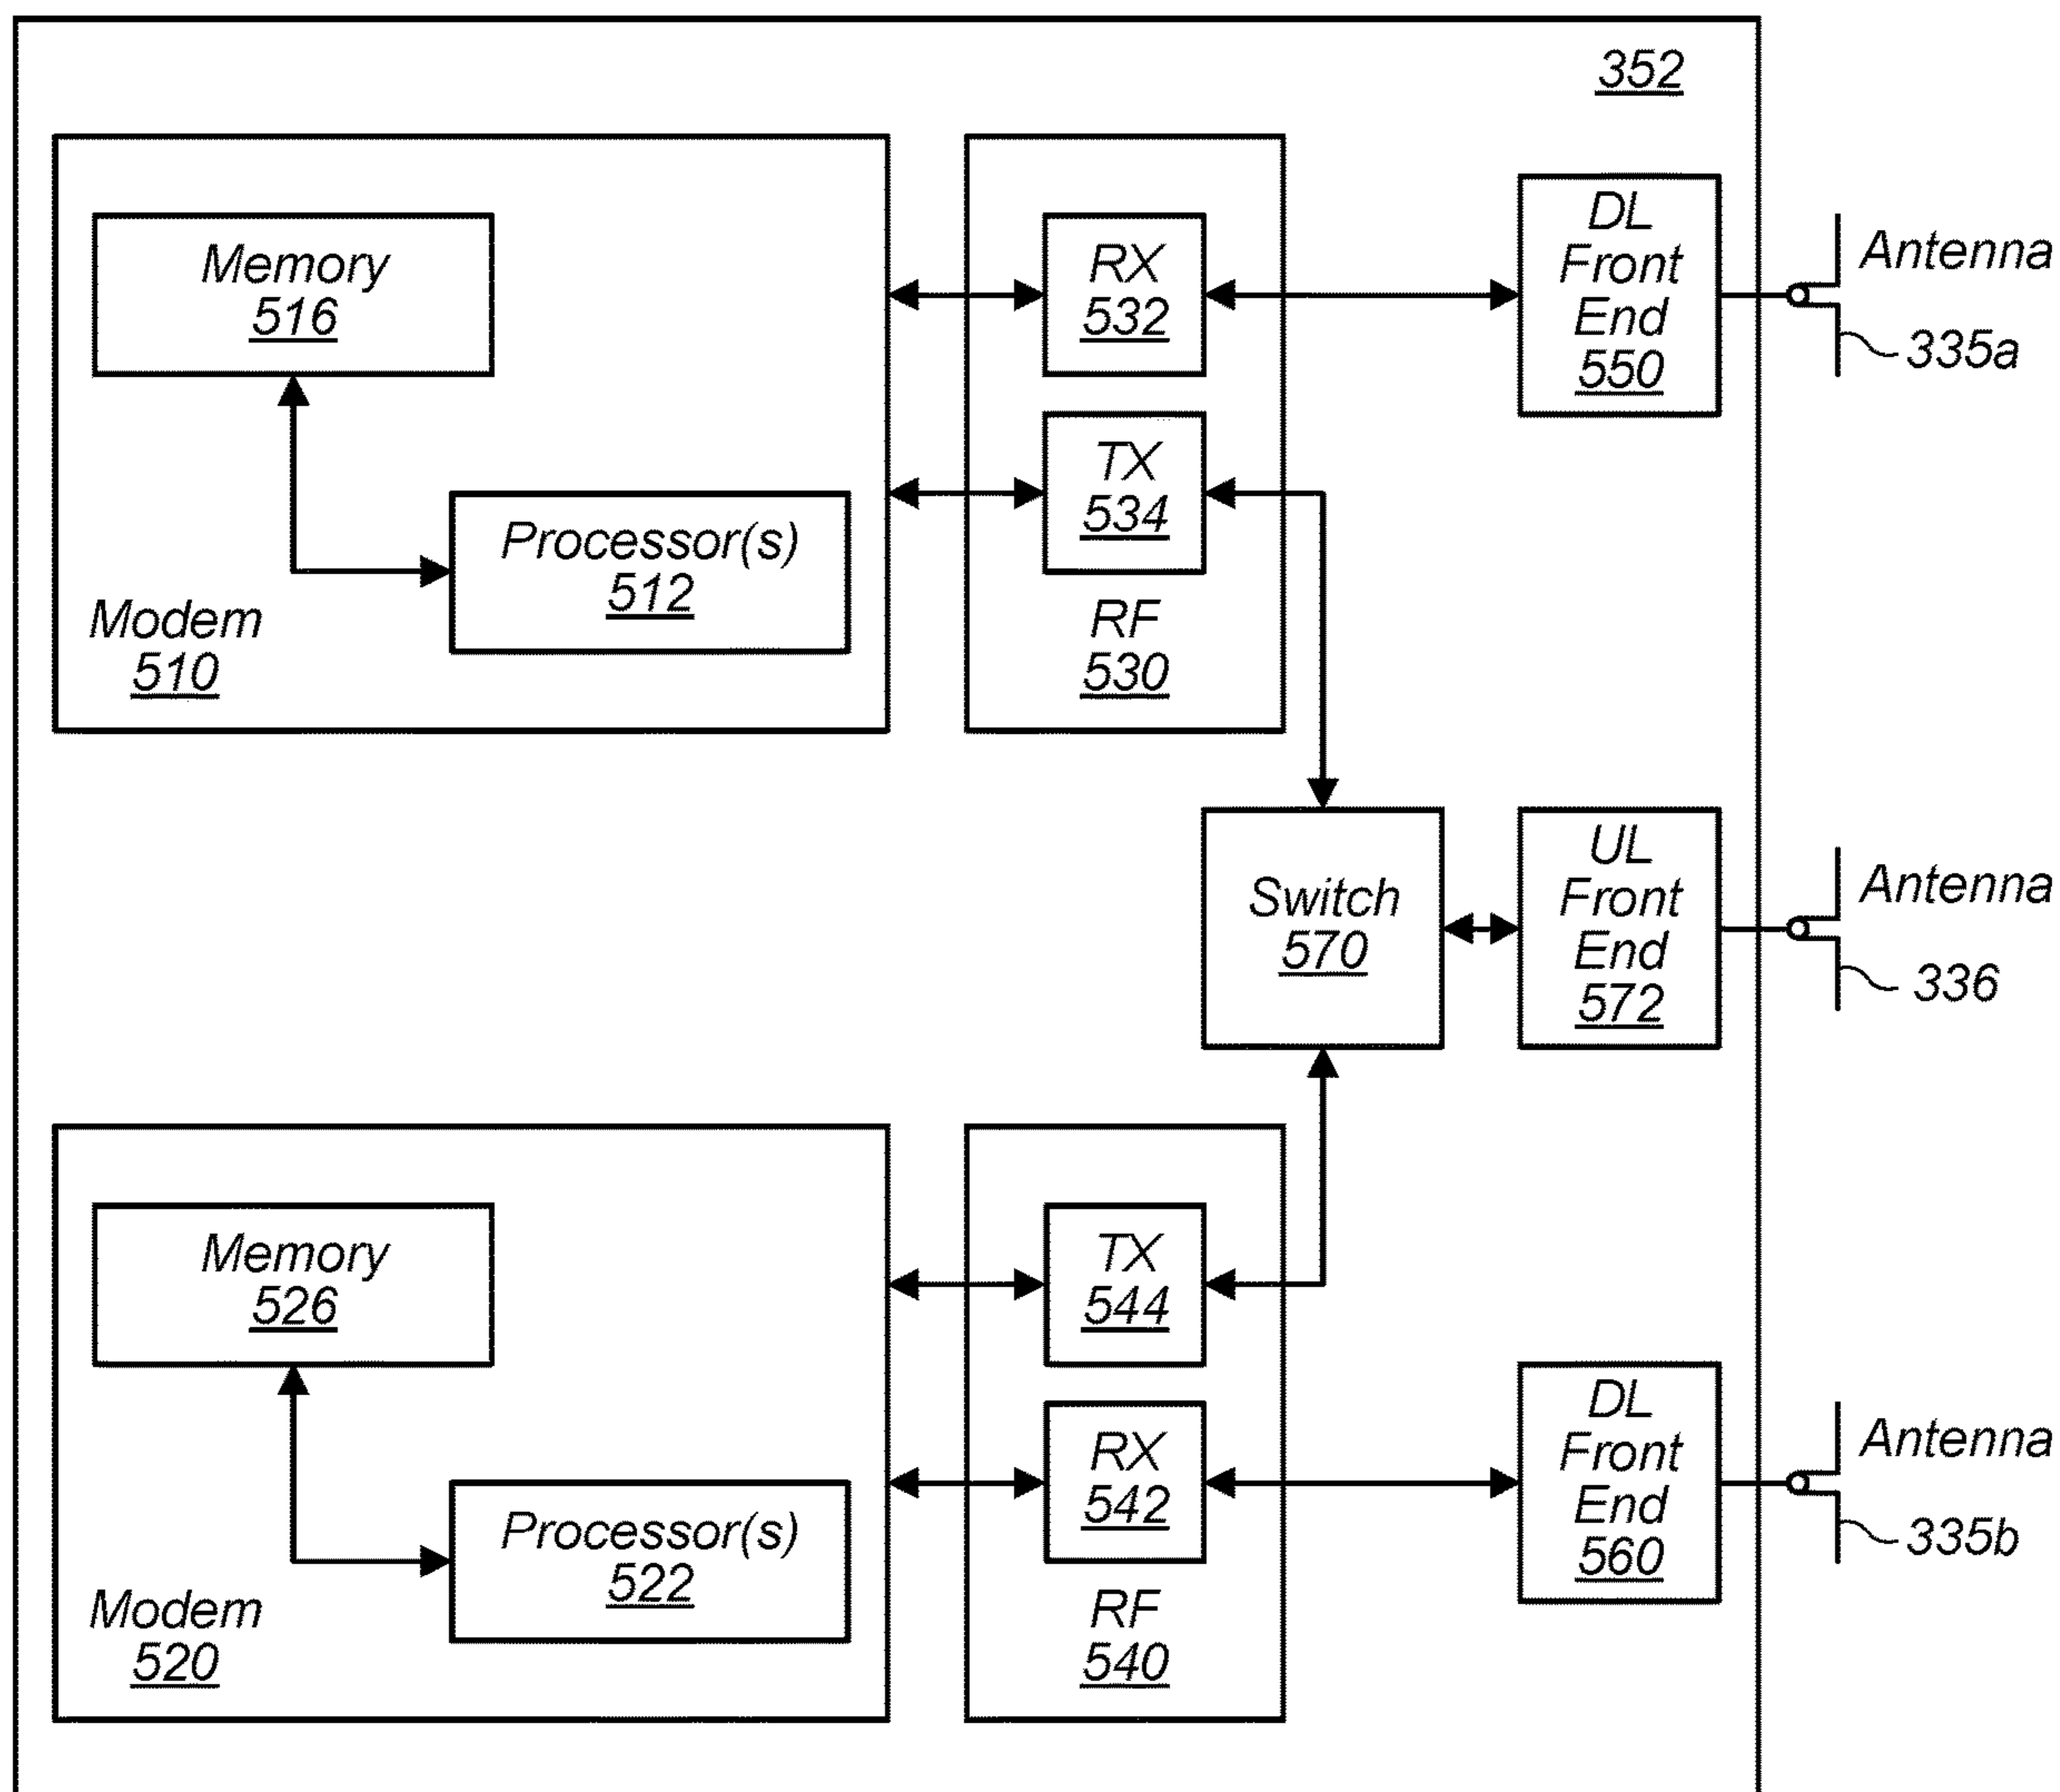 352
Memory
516
Processor(s)
512
Modem
510
RX
532
TX
534
RF
530
DL
Front
End
550
Antenna
335a
Switch
570
UL
Front
End
572
Antenna
336
Memory
526
Processor(s)
522
Modem
520
TX
544
RX
542
RF
540
DL
Front
End
560
Antenna
335b